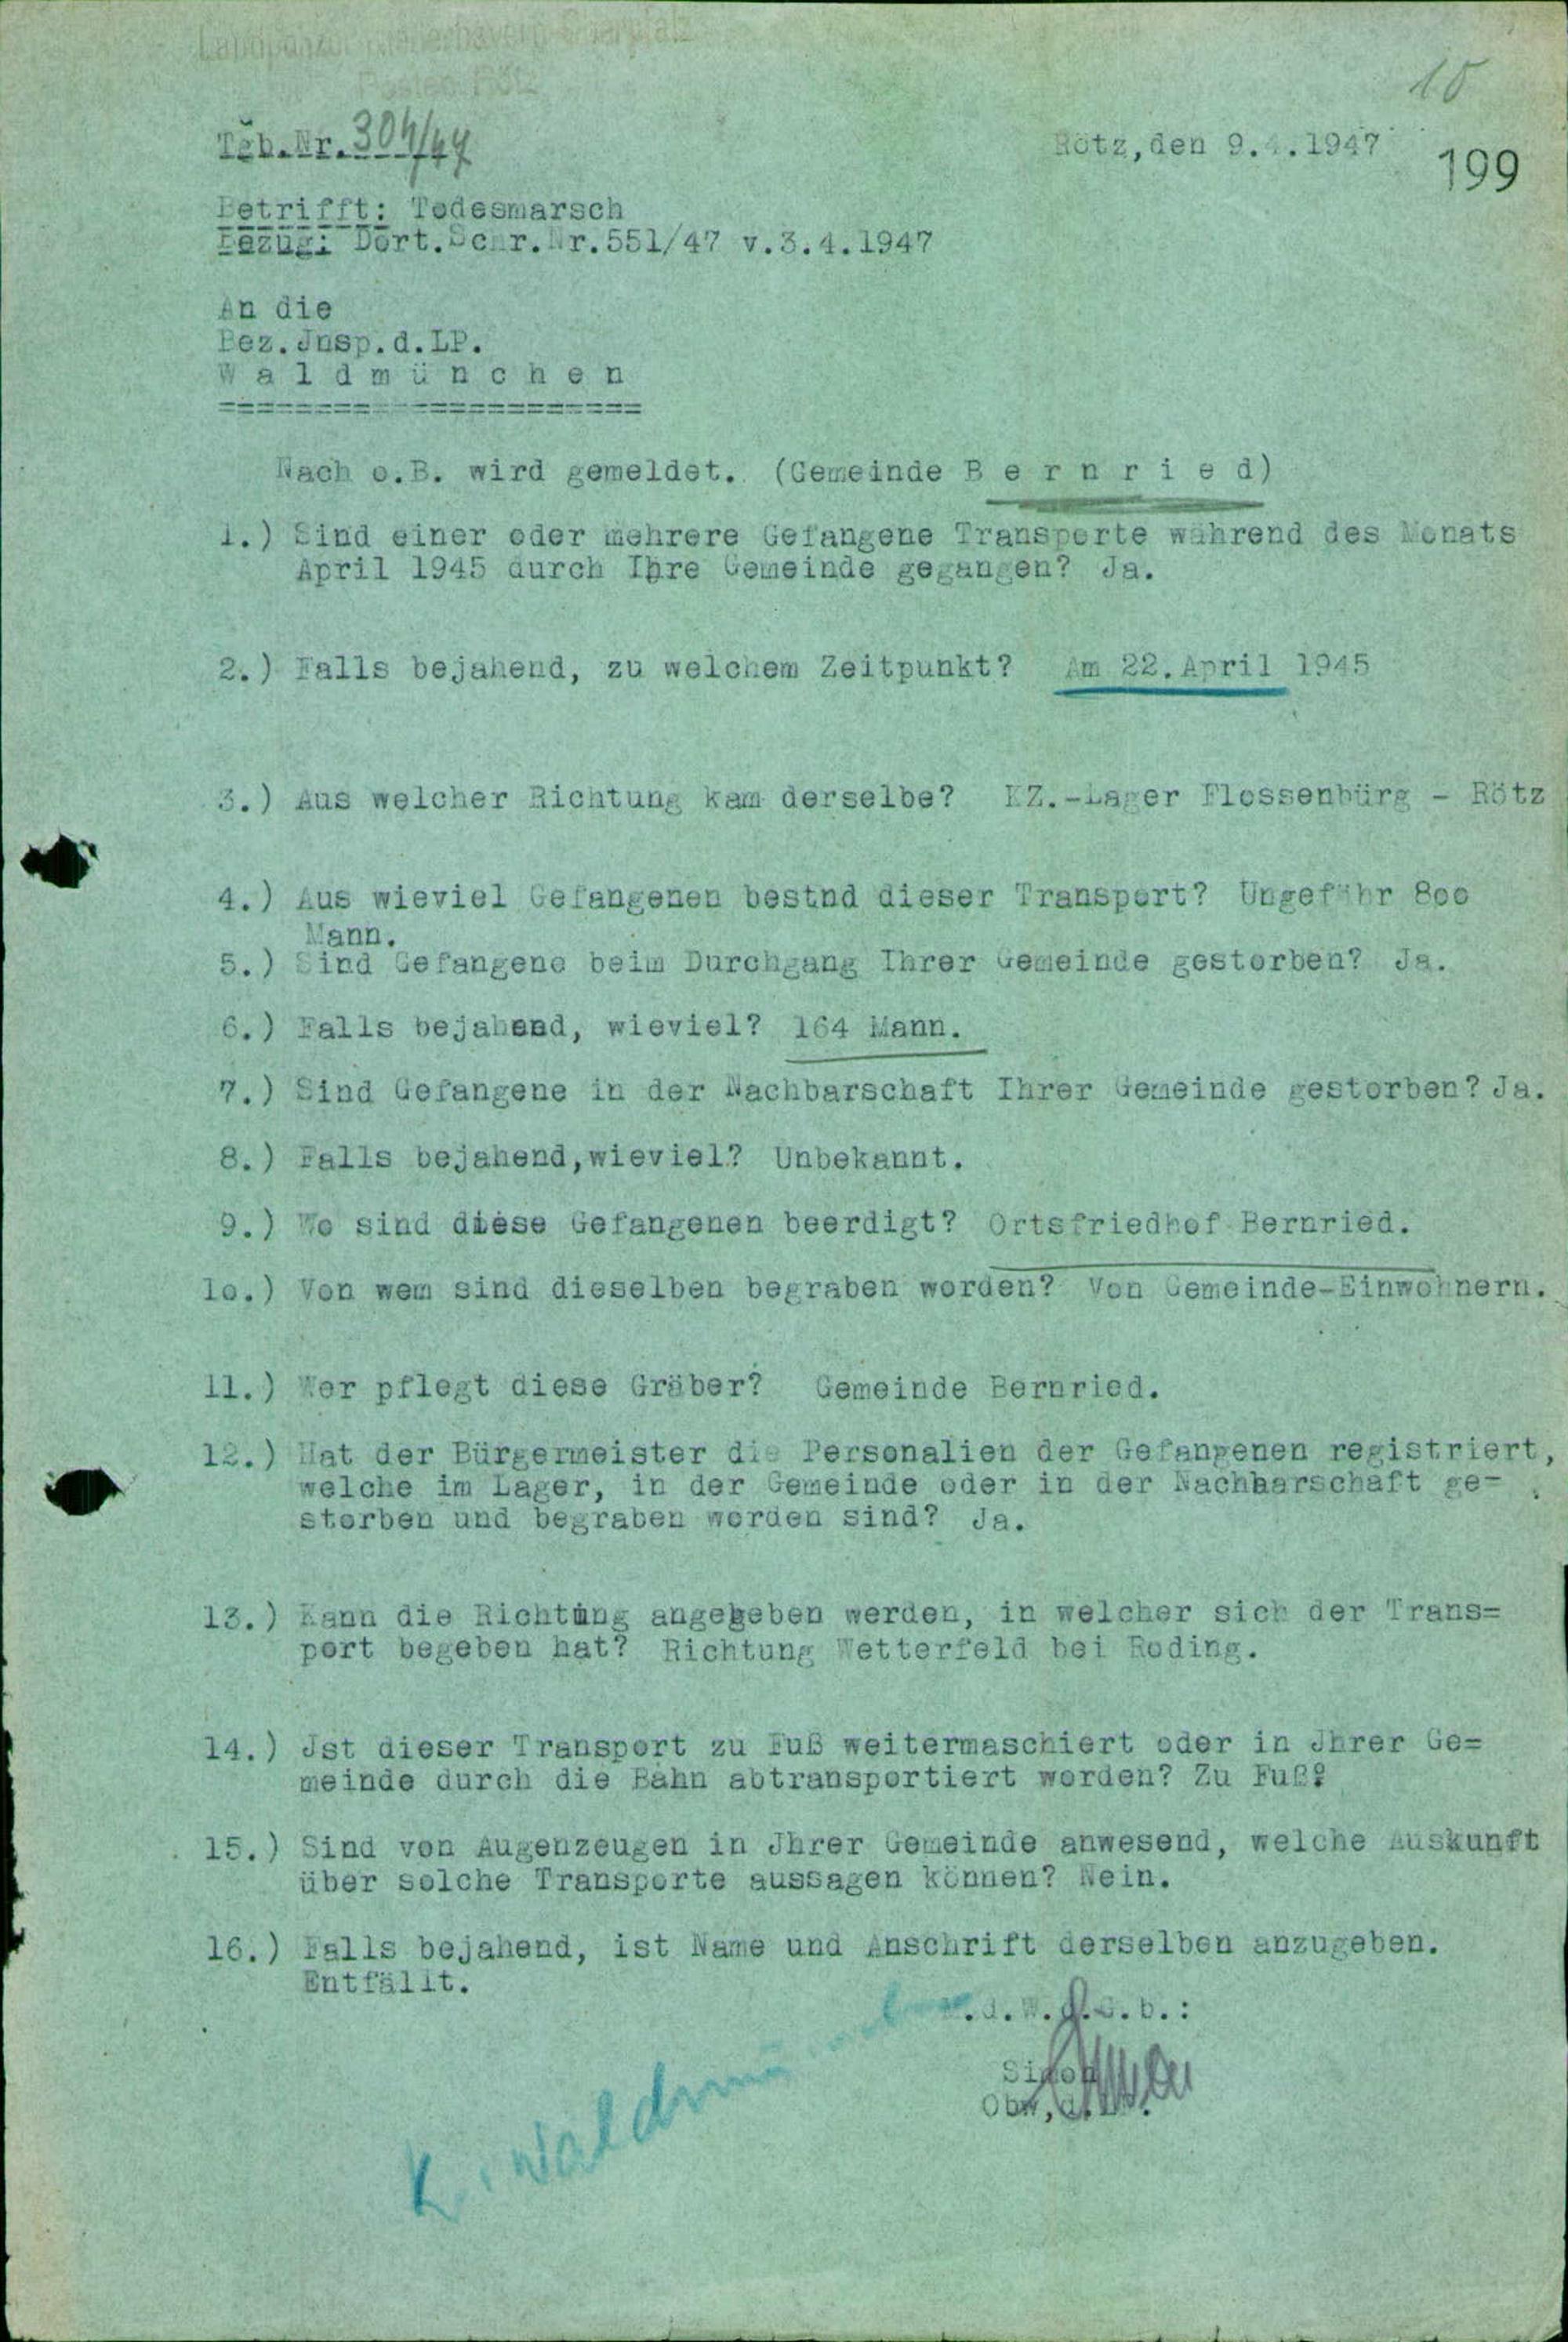 Landpolizei Niederbayern-Oberpfalz
Posten Rötz
10
Tgb.Nr. 304/47
Rötz,den 9.4.1947
199
Betrifft: Todesmarsch
Bezug: Dort.Schr.Nr.551/47 v.3.4.1947
An die
Bez.Jnsp.d.LP.
W a l d m ü n c h e n
Nach o.B. wird gemeldet. (Gemeinde B e r n r i e d)
1.) Sind einer oder mehrere Gefangene Transporte während des Monats
April 1945 durch Ihre Gemeinde gegangen? Ja.
2.) Falls bejahend, zu welchem Zeitpunkt? Am 22.April 1945
3.) Aus welcher Richtung kam derselbe? KZ.-Lager Flossenbürg - Rötz
4.) Aus wieviel Gefangenen bestnd dieser Transport? Ungefähr 8oo
Mann.
5.) Sind Gefangene beim Durchgang Ihrer Gemeinde gestorben? Ja.
6.) Falls bejahend, wieviel? 164 Mann.
7.) Sind Gefangene in der Nachbarschaft Ihrer Gemeinde gestorben? Ja.
8.) Falls bejahend,wieviel? Unbekannt.
9.) Wo sind diese Gefangenen beerdigt? Ortsfriedhof Bernried.
1o.) Von wem sind dieselben begraben worden? Von Gemeinde-Einwohnern.
11.) Wer pflegt diese Gräber? Gemeinde Bernried.
12.) Hat der Bürgermeister die Personalien der Gefangenen registriert,
welche im Lager, in der Gemeinde oder in der Nachbarschaft ge=
storben und begraben worden sind? Ja.
13.) Kann die Richtung angegeben werden, in welcher sich der Trans=
port begeben hat? Richtung Wetterfeld bei Roding.
14.) Jst dieser Transport zu Fuß weitermaschiert oder in Jhrer Ge=
meinde durch die Bahn abtransportiert worden? Zu Fuß?
15.) Sind von Augenzeugen in Jhrer Gemeinde anwesend, welche Auskunft
über solche Transporte aussagen können? Nein.
16.) Falls bejahend, ist Name und Anschrift derselben anzugeben.
Entfällt.
.d.W.d.G.b.:
Simon
K. Waldmünchen